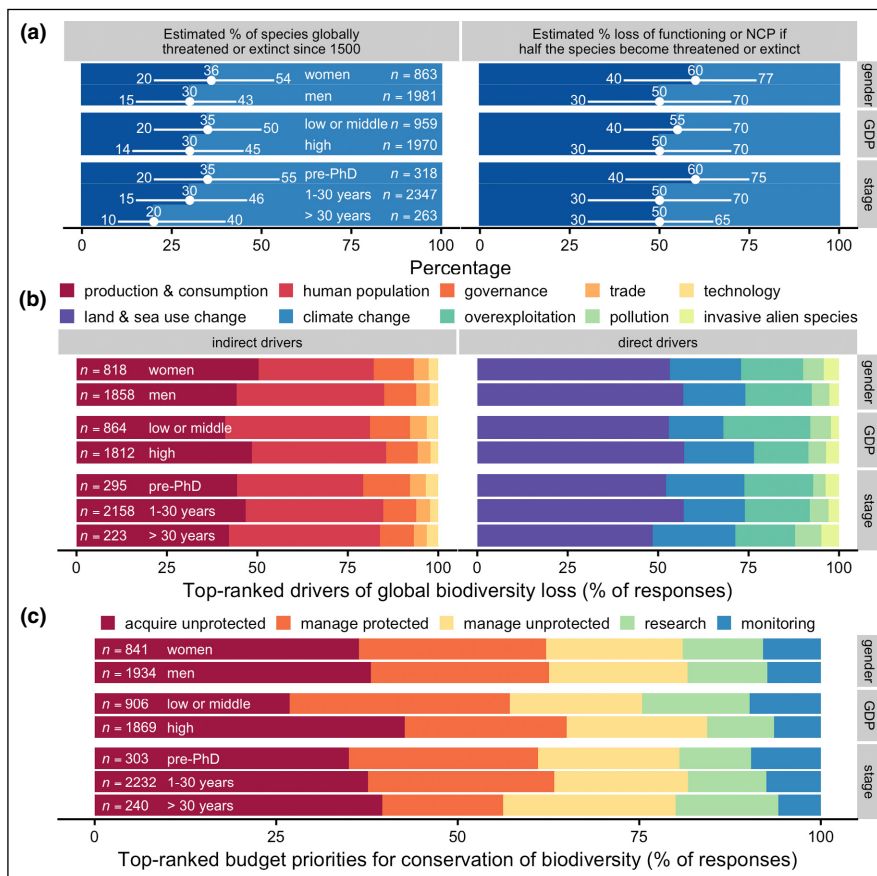 (a)
Estimated % of species globally
threatened or extinct since 1500
Estimated % loss of functioning or NCP if
half the species become threatened or extinct
20 36 54 women n = 863
40 60 77
gender
15 30 43 men n = 1981
30 50 70
20 35 50 low or middle n = 959
40 55 70
GDP
14 30 45 high n = 1970
30 50 70
20 35 55 pre-PhD n = 318
40 60 75
stage
15 30 46 1-30 years n = 2347
30 50 70
10 20 40 > 30 years n = 263
30 50 65
0 25 50 75 100
0 25 50 75 100
Percentage
(b)
production & consumption human population governance trade technology
land & sea use change climate change overexploitation pollution invasive alien species
indirect drivers
direct drivers
n = 818 women
gender
n = 1858 men
n = 864 low or middle
GDP
n = 1812 high
n = 295 pre-PhD
stage
n = 2158 1-30 years
n = 223 > 30 years
0 25 50 75 100
0 25 50 75 100
Top-ranked drivers of global biodiversity loss (% of responses)
(c)
acquire unprotected manage protected manage unprotected research monitoring
n = 841 women
gender
n = 1934 men
n = 906 low or middle
GDP
n = 1869 high
n = 303 pre-PhD
stage
n = 2232 1-30 years
n = 240 > 30 years
0 25 50 75 100
Top-ranked budget priorities for conservation of biodiversity (% of responses)